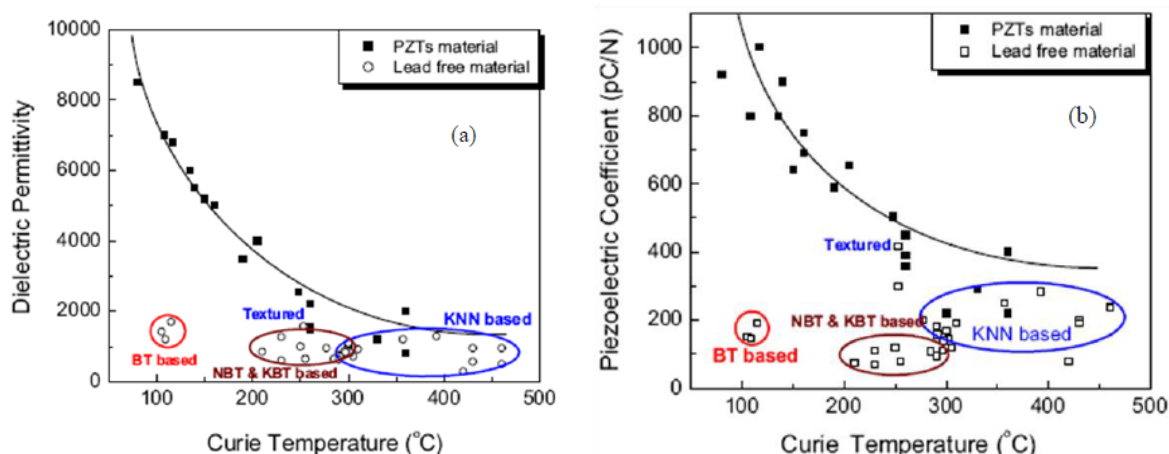 10000
8000
6000
4000
2000
0
Dielectric Permittivity
100
200
300
400
500
Curie Temperature (°C)
PZTs material
Lead free material
(a)
Textured
KNN based
BT based
NBT & KBT based
1000
800
600
400
200
0
Piezoelectric Coefficient (pC/N)
100
200
300
400
500
Curie Temperature (°C)
PZTs material
Lead free material
(b)
Textured
NBT & KBT based
KNN based
BT based